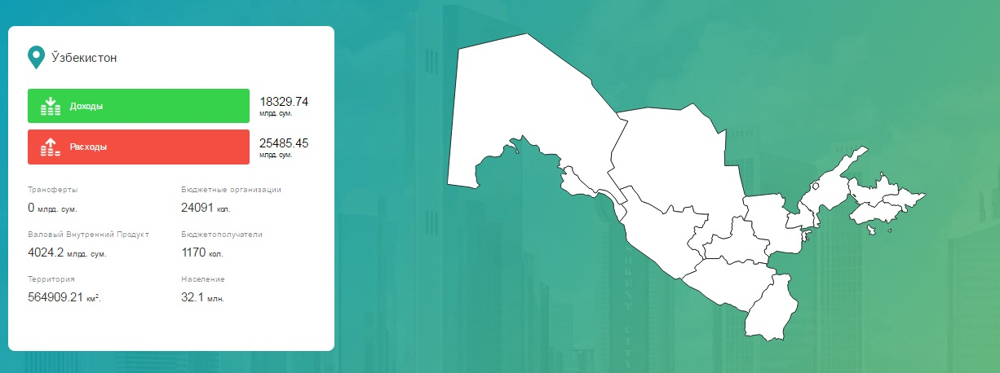 Ўзбекистон
Доходы
18329.74
млрд. сум.
Расходы
25485.45
млрд. сум.
Трансферты
Бюджетные организации
0 млрд. сум.
24091 кол.
Валовый Внутренний Продукт
Бюджетополучатели
4024.2 млрд. сум.
1170 кол.
Территория
Население
564909.21 км².
32.1 млн.